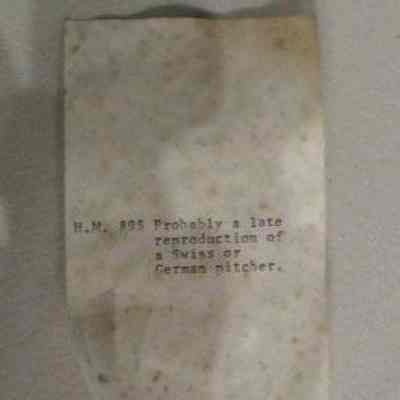 H.M. 895 Probably a late
reproduction of
a Swiss or
German pitcher.